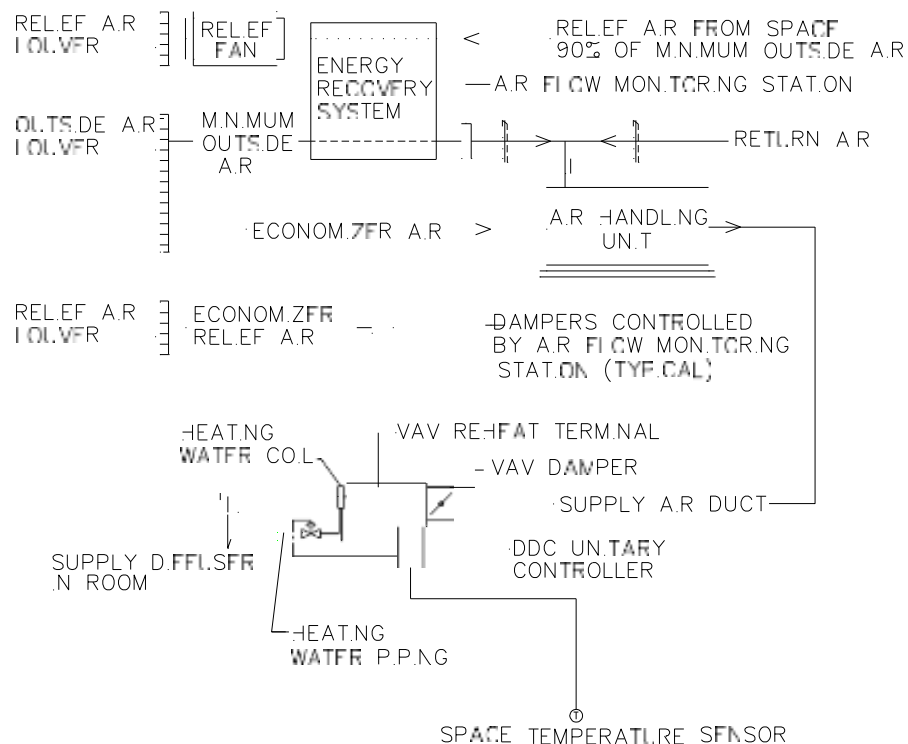 RELIEF AIR
LOUVER
RELIEF
FAN
RELIEF AIR FROM SPACE
90% OF MINIMUM OUTSIDE AIR
ENERGY
RECOVERY
SYSTEM
AIR FLOW MONITORING STATION
OUTSIDE AIR
LOUVER
MINIMUM
OUTSIDE
AIR
RETURN AIR
ECONOMIZER AIR
AIR HANDLING
UNIT
RELIEF AIR
LOUVER
ECONOMIZER
RELIEF AIR
DAMPERS CONTROLLED
BY AIR FLOW MONITORING
STATION (TYPICAL)
HEATING
WATER COIL
VAV REHEAT TERMINAL
VAV DAMPER
SUPPLY AIR DUCT
SUPPLY DIFFUSER
IN ROOM
DDC UNITARY
CONTROLLER
HEATING
WATER PIPING
T
SPACE TEMPERATURE SENSOR